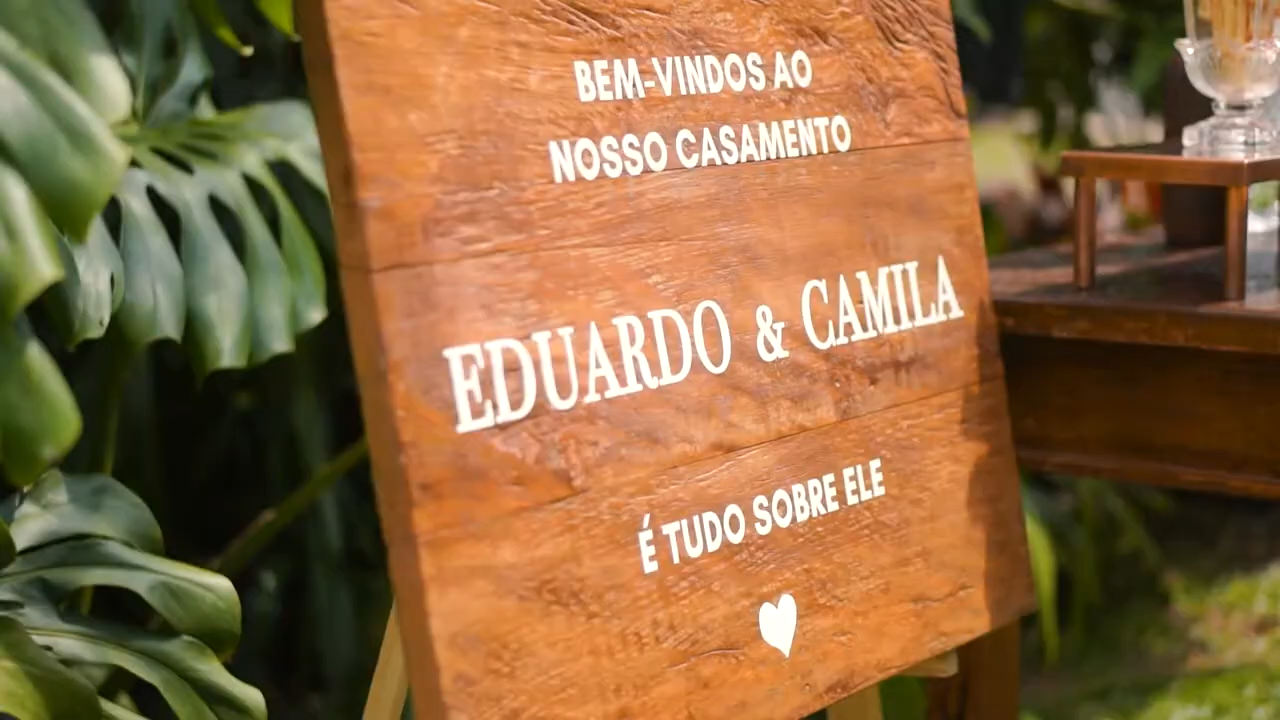 BEM-VINDOS AO
NOSSO CASAMENTO
EDUARDO & CAMILA
É TUDO SOBRE ELE